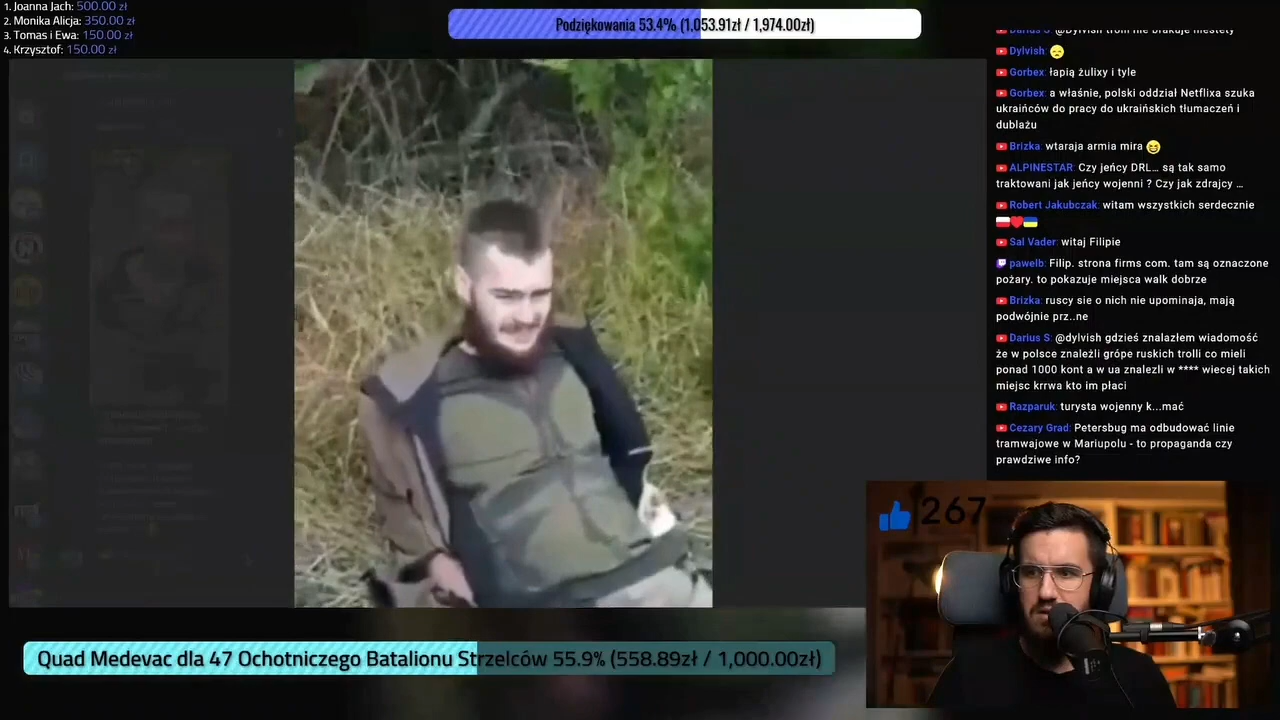 1. Joanna Jach: 500.00 zł
2. Monika Alicja: 350.00 zł
3. Tomas i Ewa: 150.00 zł
4. Krzysztof: 150.00 zł
Podziękowania 53.4% (1,053.91zł / 1,974.00zł)
Darius S: @Dylvish trolli nie brakuje niestety
Dylvish: 😞
Gorbex: łapią żulixy i tyle
Gorbex: a właśnie, polski oddział Netflixa szuka
ukraińców do pracy do ukraińskich tłumaczeń i
dublażu
Brizka: wtaraja armia mira 😆
ALPINESTAR: Czy jeńcy DRL... są tak samo
traktowani jak jeńcy wojenni ? Czy jak zdrajcy ...
Robert Jakubczak: witam wszystkich serdecznie
🇵🇱❤️🇺🇦
Sal Vader: witaj Filipie
pawelb: Filip. strona firms com. tam są oznaczone
pożary. to pokazuje miejsca walk dobrze
Brizka: ruscy sie o nich nie upominaja, mają
podwójnie prz..ne
Darius S: @dylvish gdzieś znalazłem wiadomość
że w polsce znależli grópe ruskich trolli co mieli
ponad 1000 kont a w ua znalezli w **** wiecej takich
miejsc krrwa kto im płaci
Razparuk: turysta wojenny k...mać
Cezary Grad: Petersbug ma odbudować linie
tramwajowe w Mariupolu - to propaganda czy
prawdziwe info?
267
Quad Medevac dla 47 Ochotniczego Batalionu Strzelców 55.9% (558.89zł / 1,000.00zł)